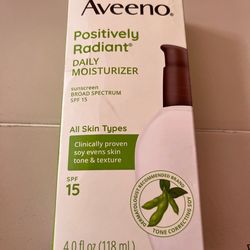 Aveeno.
Positively
Radiant®
DAILY
MOISTURIZER
sunscreen
BROAD SPECTRUM
SPF 15
All Skin Types
Clinically proven
soy evens skin
tone & texture
SPF
15
DERMATOLOGIST RECOMMENDED BRAND
TONE CORRECTING SOY
4.0 fl oz (118 mL)